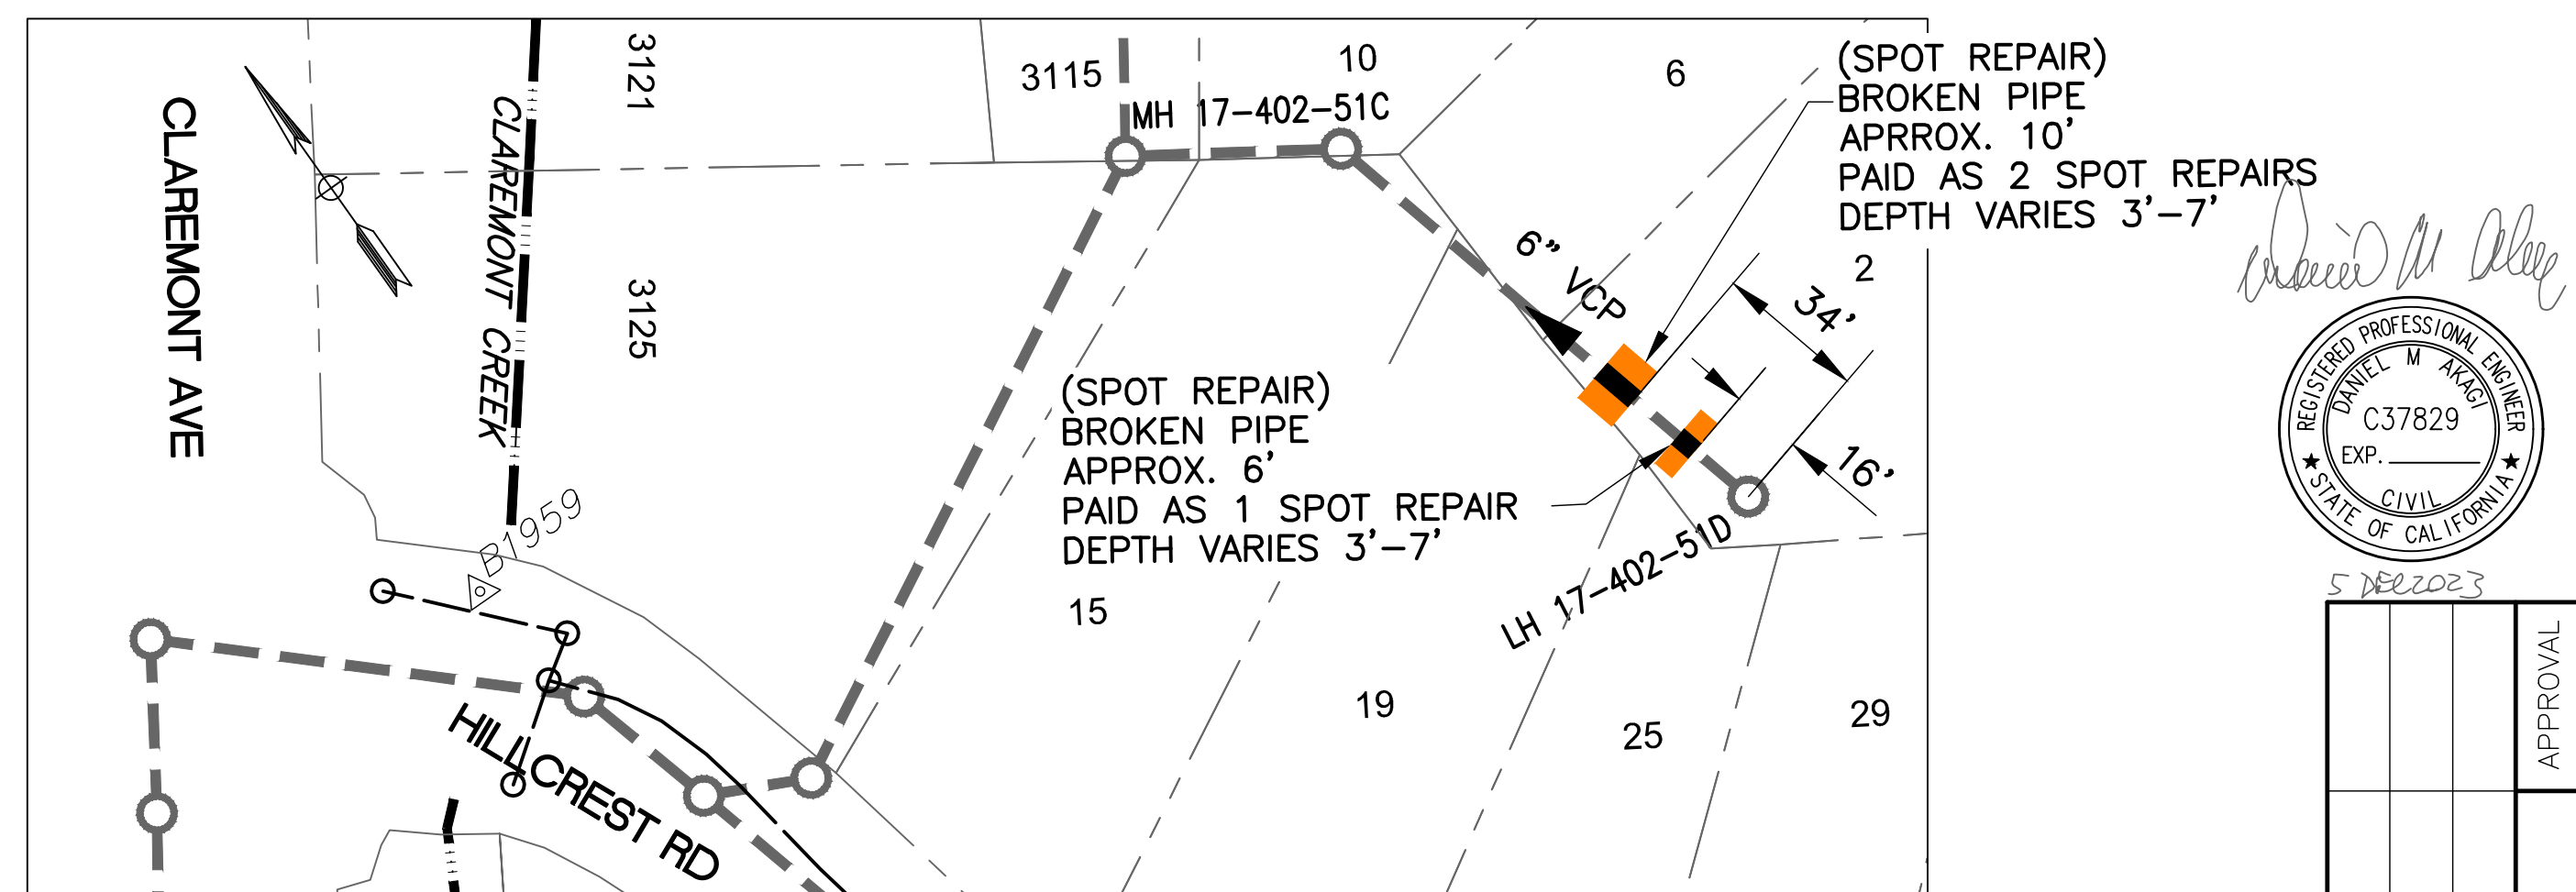 3121
3115
10
6
(SPOT REPAIR)
BROKEN PIPE
APRROX. 10'
PAID AS 2 SPOT REPAIRS
DEPTH VARIES 3'-7'
MH 17-402-51C
CLAREMONT AVE
CLAREMONT CREEK
3125
6" VCP
2
34'
16'
(SPOT REPAIR)
BROKEN PIPE
APPROX. 6'
PAID AS 1 SPOT REPAIR
DEPTH VARIES 3'-7'
LH 17-402-51D
B1959
15
19
25
29
HILLCREST RD
REGISTERED PROFESSIONAL ENGINEER
DANIEL M AKAGI
C37829
EXP.
CIVIL
STATE OF CALIFORNIA
5 DEC 2023
APPROVAL